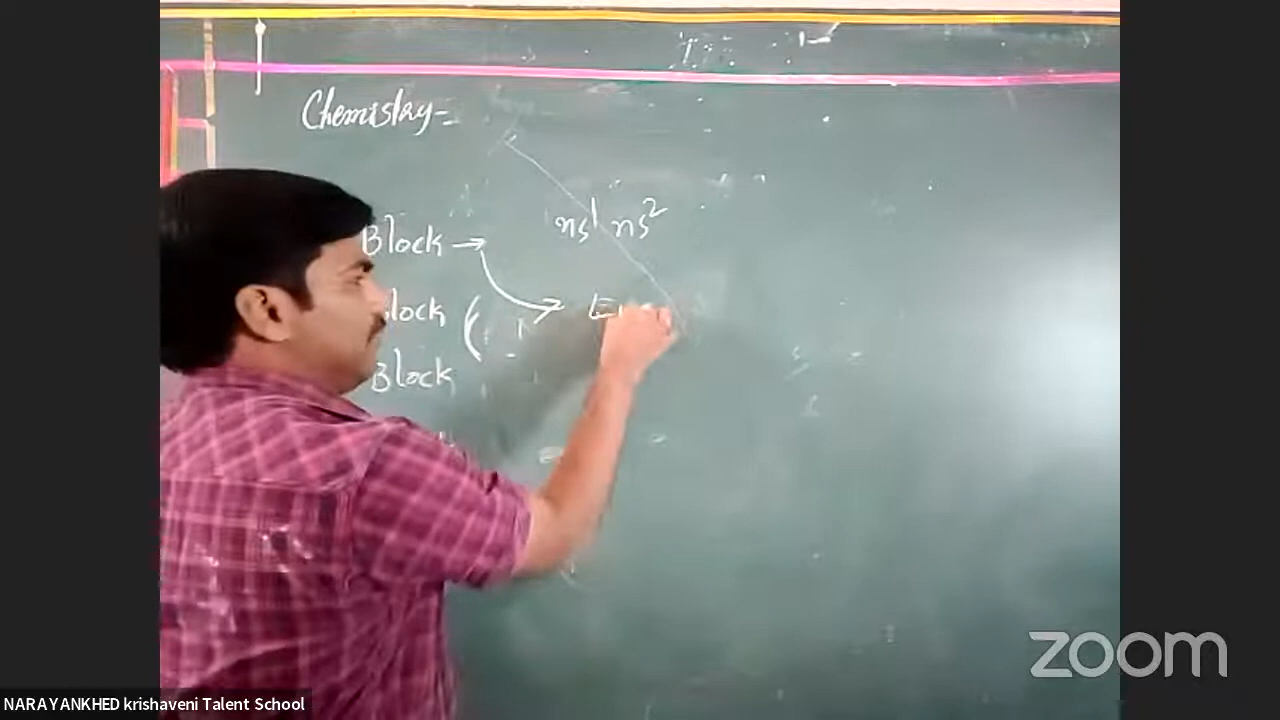 Chemistry-
ns¹ ns²
Block →
Block (
Block
zoom
NARAYANKHED krishaveni Talent School